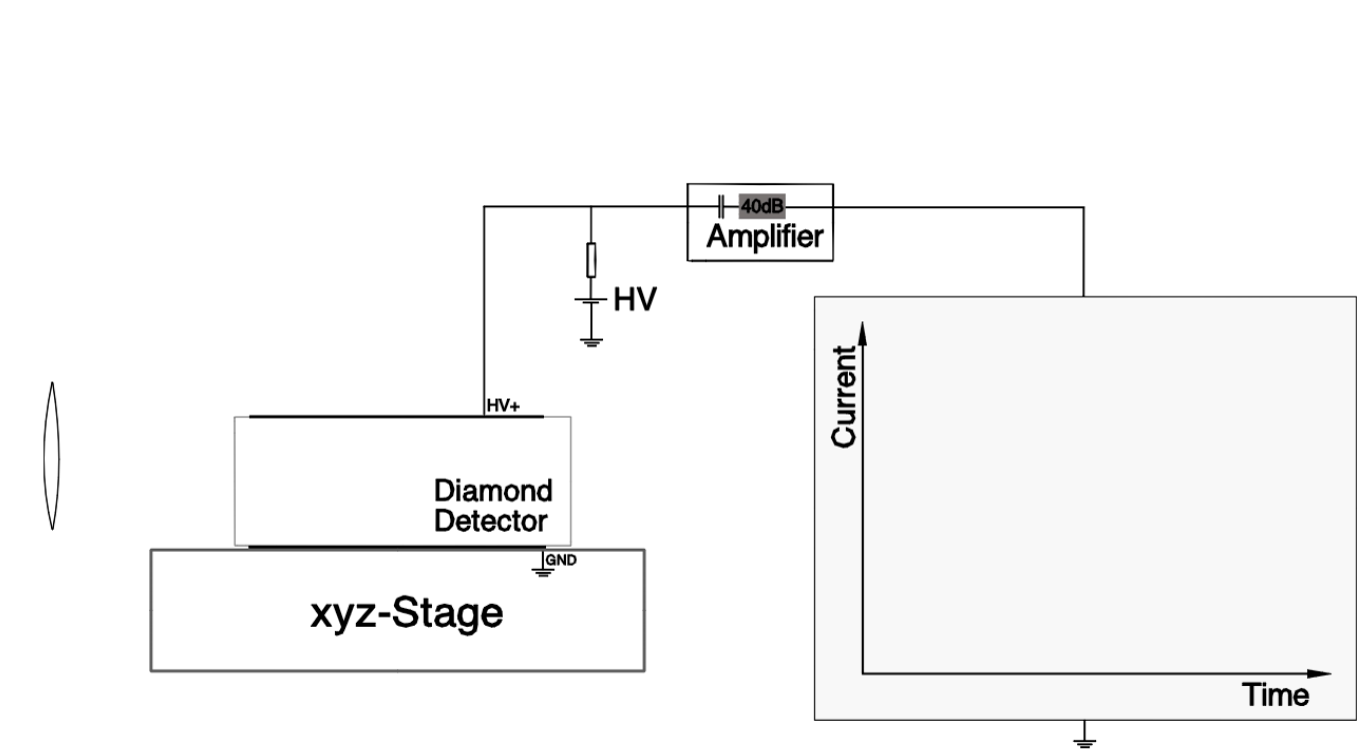 40dB
Amplifier
HV
Current
HV+
Diamond
Detector
GND
xyz-Stage
Time